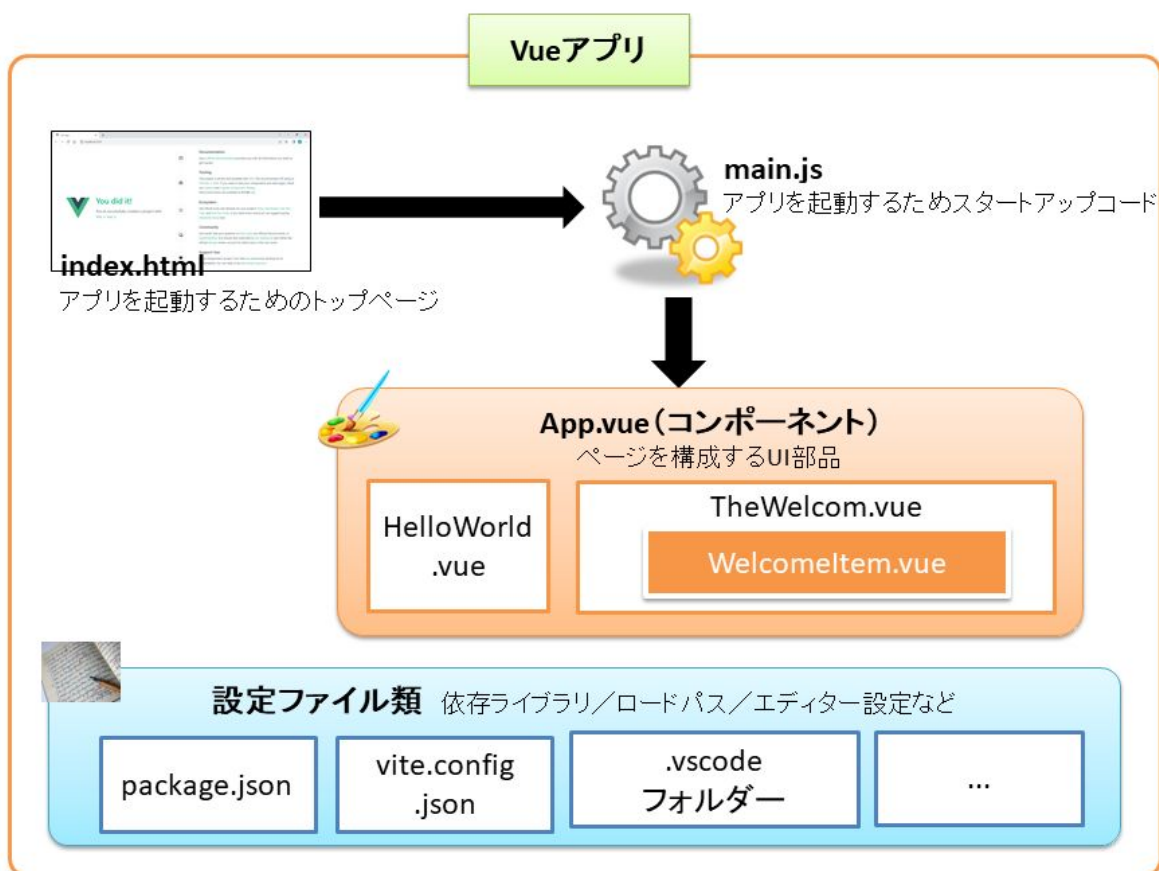 Vueアプリ
You did it!
index.html
アプリを起動するためのトップページ
main.js
アプリを起動するためスタートアップコード
App.vue(コンポーネント)
ページを構成するUI部品
HelloWorld
.vue
TheWelcom.vue
WelcomeItem.vue
設定ファイル類 依存ライブラリ/ロードパス/エディター設定など
package.json
vite.config
.json
.vscode
フォルダー
...